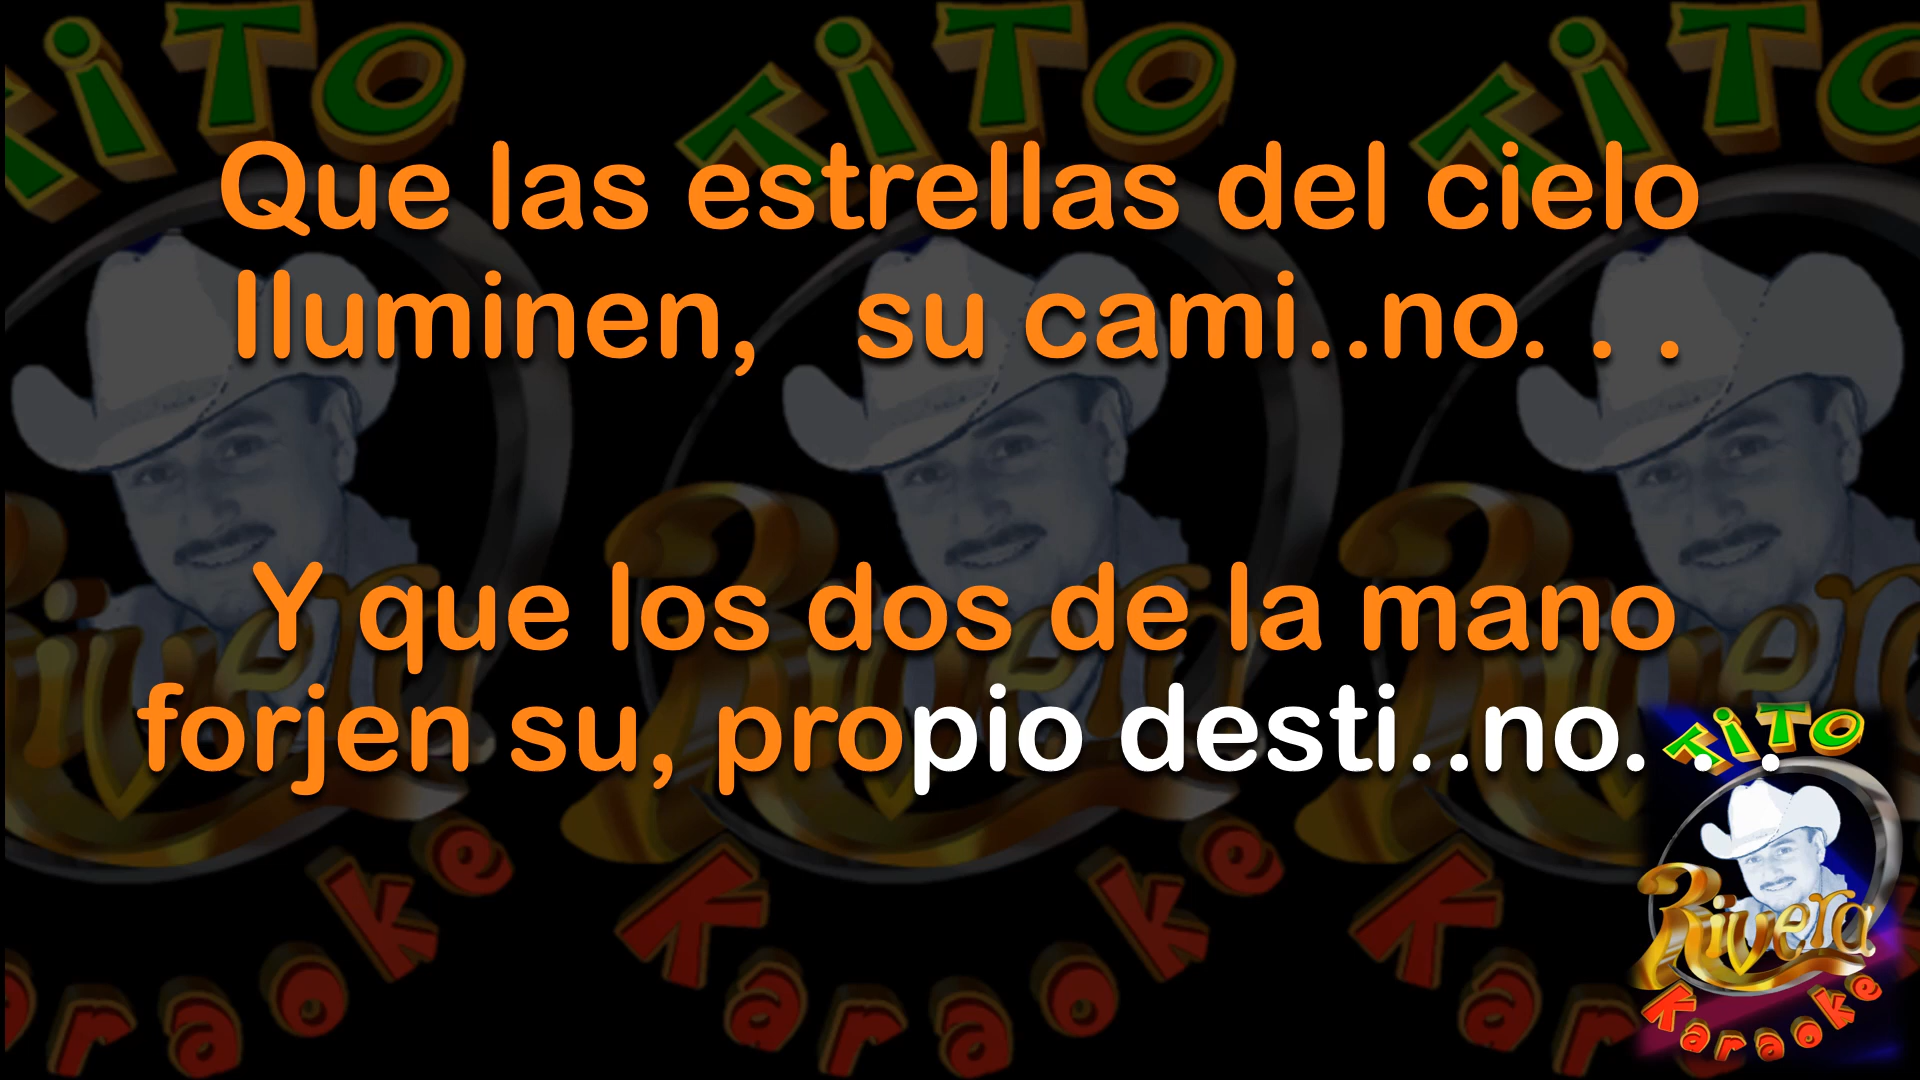 Que las estrellas del cielo
Iluminen,   su cami..no. . .
Y que los dos de la mano
forjen su, propio desti..no. . .
TiTO
Rivera
Karaoke